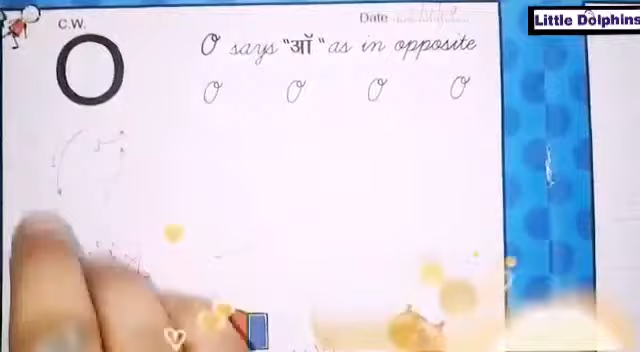 Little Dolphins
C.W.
Date
O
O says "ऑ" as in opposite
O O O O